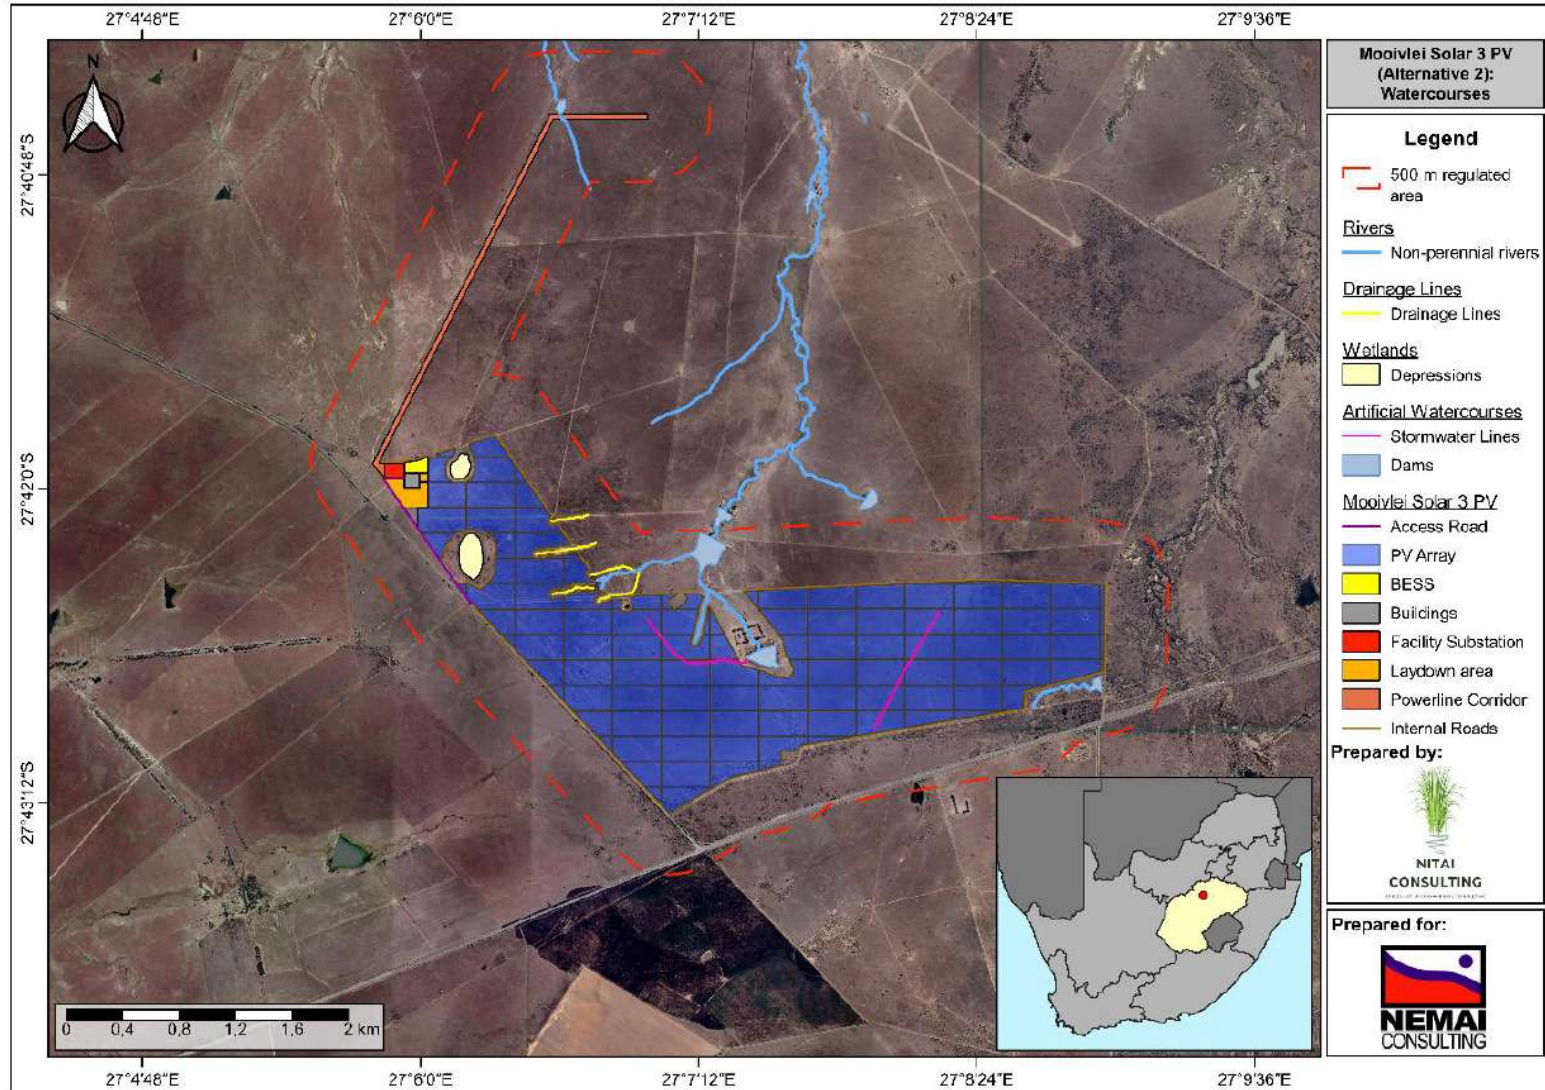 27°4'48"E
27°6'0"E
27°7'12"E
27°8'24"E
27°9'36"E
N
27°40'48"S
27°42'0"S
27°43'12"S
Mooivlei Solar 3 PV
(Alternative 2):
Watercourses
Legend
500 m regulated
area
Rivers
Non-perennial rivers
Drainage Lines
Drainage Lines
Wetlands
Depressions
Artificial Watercourses
Stormwater Lines
Dams
Mooivlei Solar 3 PV
Access Road
PV Array
BESS
Buildings
Facility Substation
Laydown area
Powerline Corridor
Internal Roads
Prepared by:
NITAI
CONSULTING
Prepared for:
NEMAI
CONSULTING
0 0,4 0,8 1,2 1,6 2 km
27°4'48"E
27°6'0"E
27°7'12"E
27°8'24"E
27°9'36"E